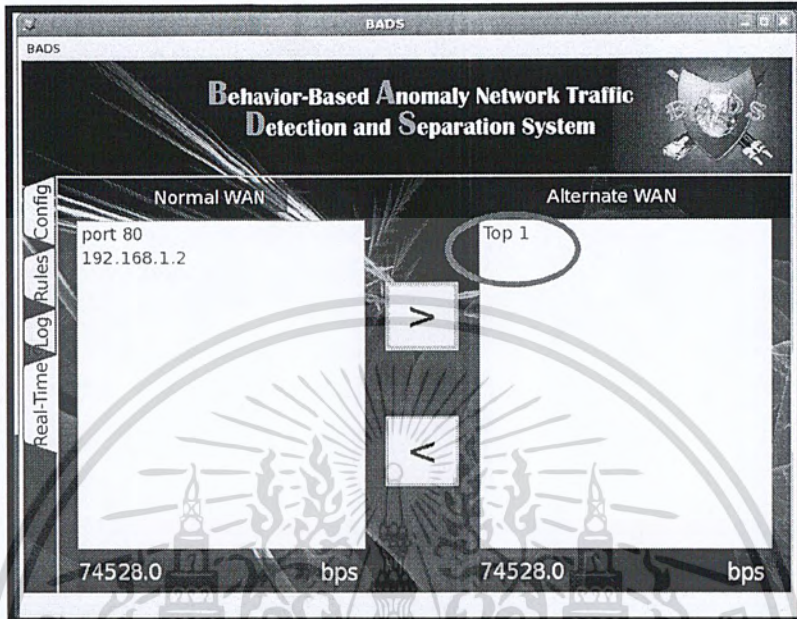 BADS
BADS
Behavior-Based Anomaly Network Traffic
Detection and Separation System
BADS
Config
Rules
Log
Real-Time
Normal WAN
port 80
192.168.1.2
74528.0 bps
>
<
Alternate WAN
Top 1
74528.0 bps